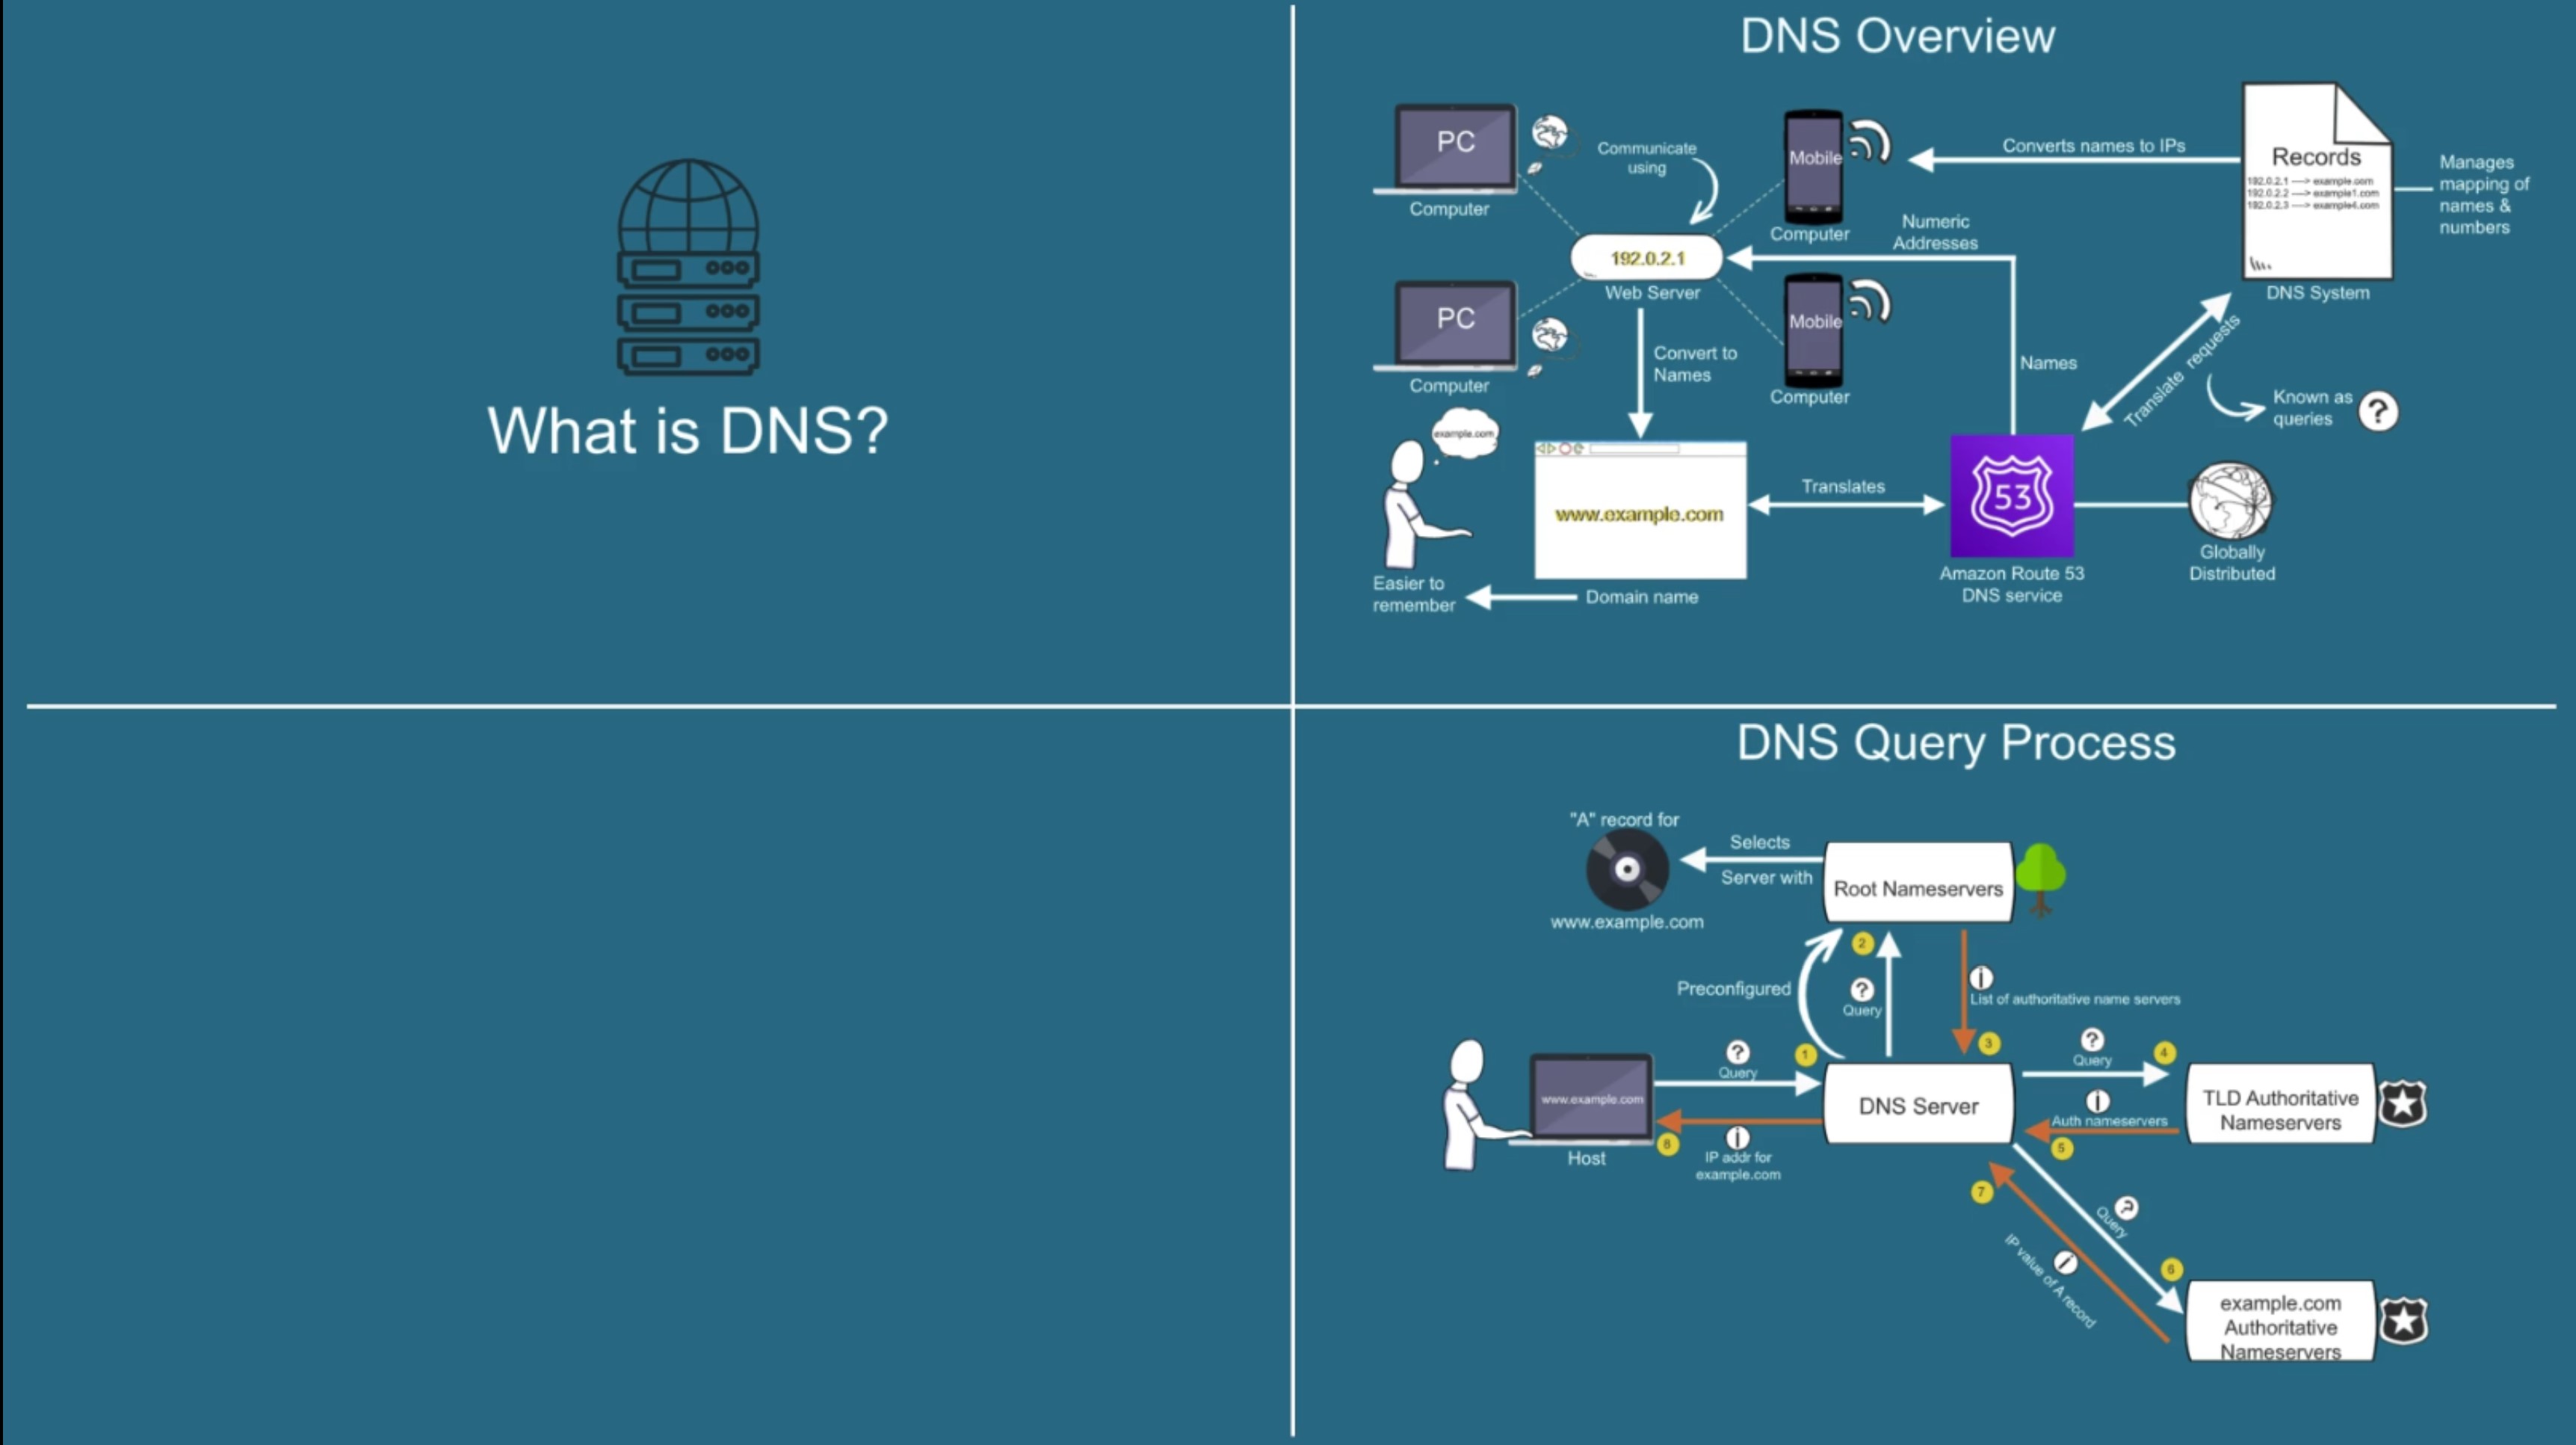 What is DNS?
DNS Overview
PC
Computer
Communicate
using
Mobile
Computer
Converts names to IPs
Records
192.0.2.1 ---> example.com
192.0.2.2 ---> example1.com
192.0.2.3 ---> example4.com
DNS System
Manages
mapping of
names &
numbers
192.0.2.1
Web Server
Numeric
Addresses
PC
Computer
Mobile
Computer
Convert to
Names
Names
Translate requests
Known as
queries
?
example.com
www.example.com
Translates
53
Amazon Route 53
DNS service
Globally
Distributed
Easier to
remember
Domain name
DNS Query Process
"A" record for
www.example.com
Selects
Server with
Root Nameservers
Preconfigured
2
?
Query
i
List of authoritative name servers
3
www.example.com
Host
?
Query
1
DNS Server
8
i
IP addr for
example.com
?
Query
4
i
Auth nameservers
5
TLD Authoritative
Nameservers
7
?
Query
6
i
IP value of A record
example.com
Authoritative
Nameservers